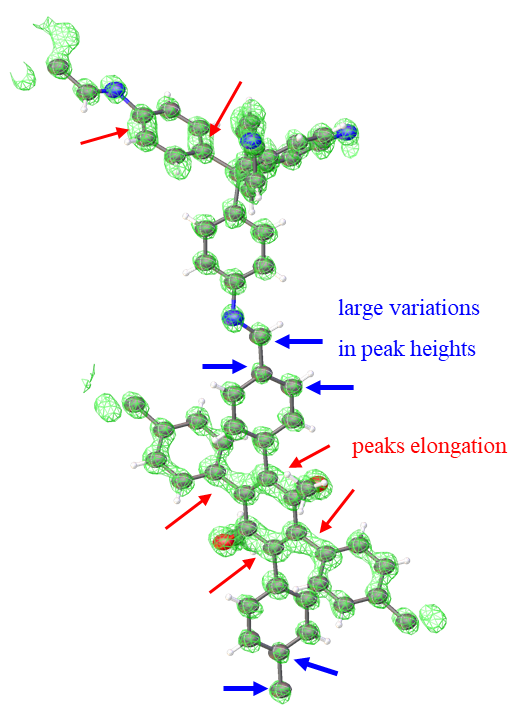 large variations
in peak heights
peaks elongation